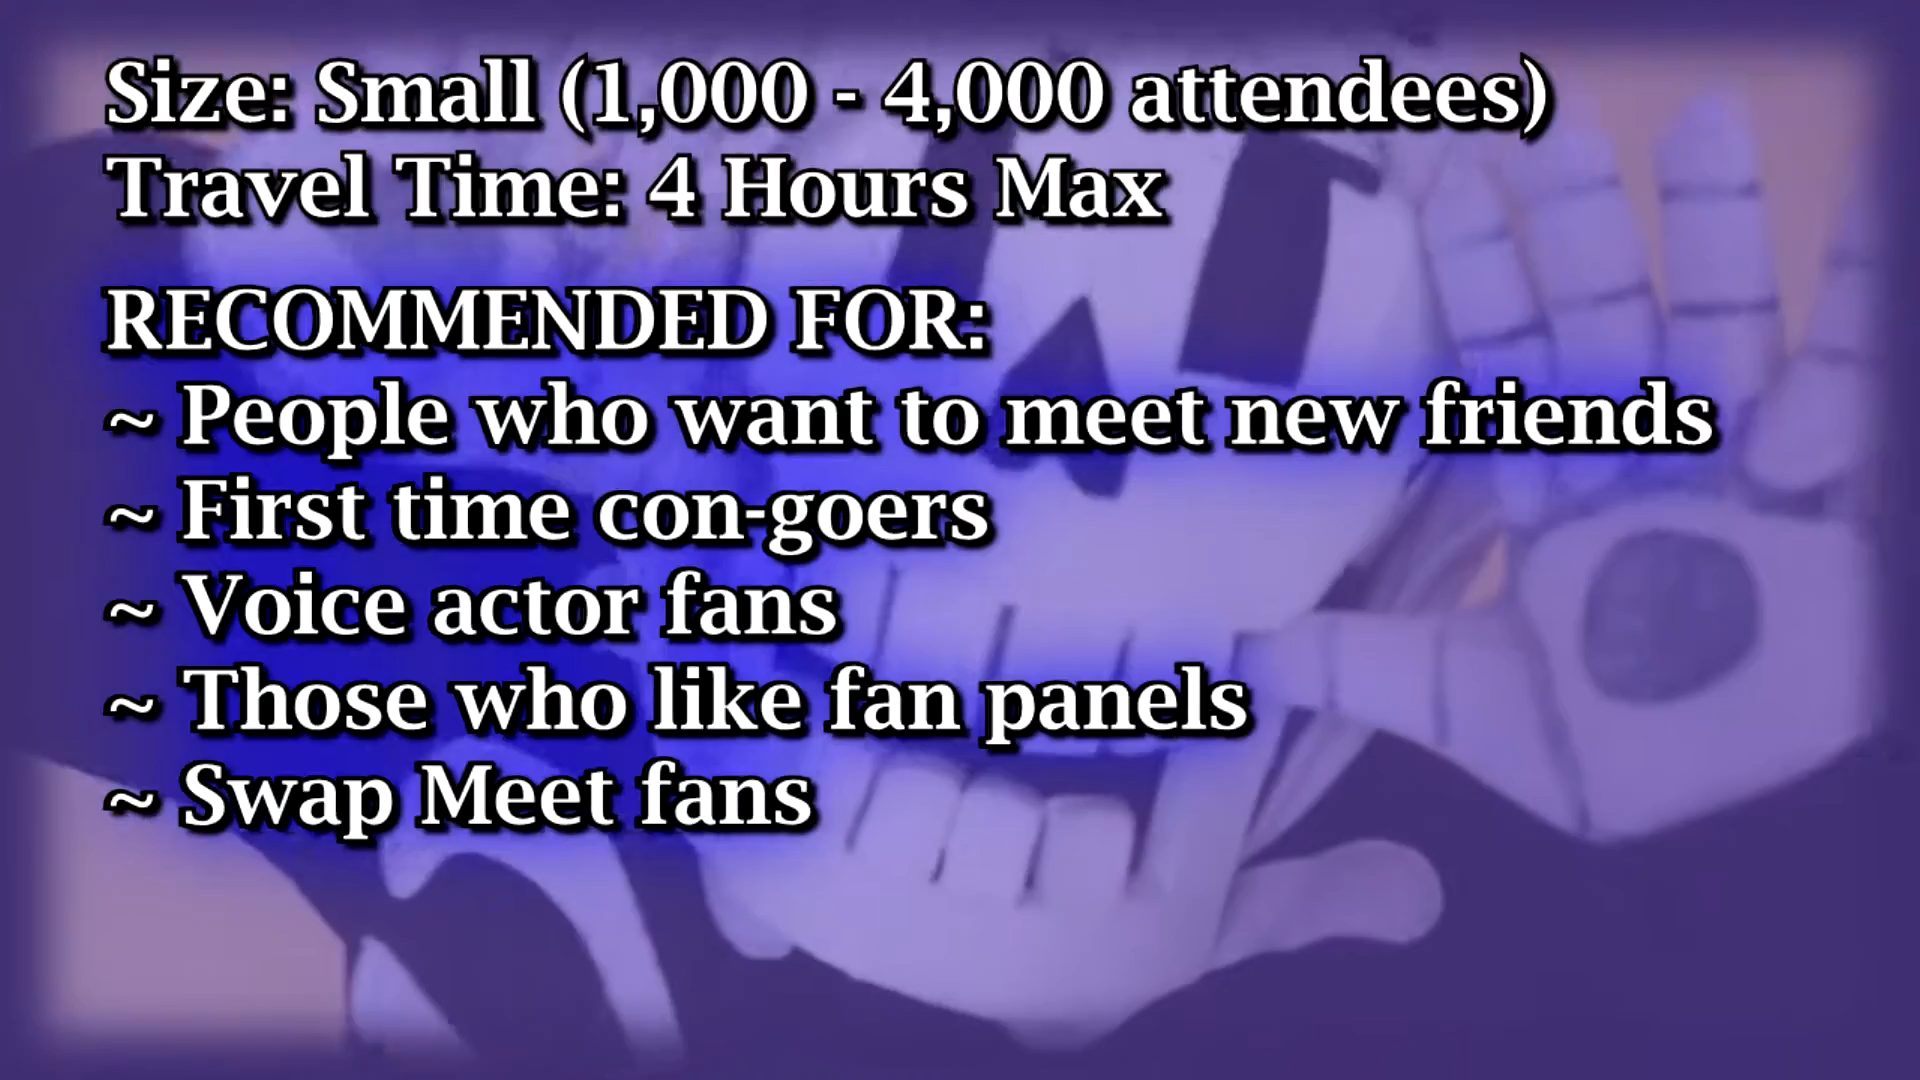 Size: Small (1,000 - 4,000 attendees)
Travel Time: 4 Hours Max
RECOMMENDED FOR:
~ People who want to meet new friends
~ First time con-goers
~ Voice actor fans
~ Those who like fan panels
~ Swap Meet fans